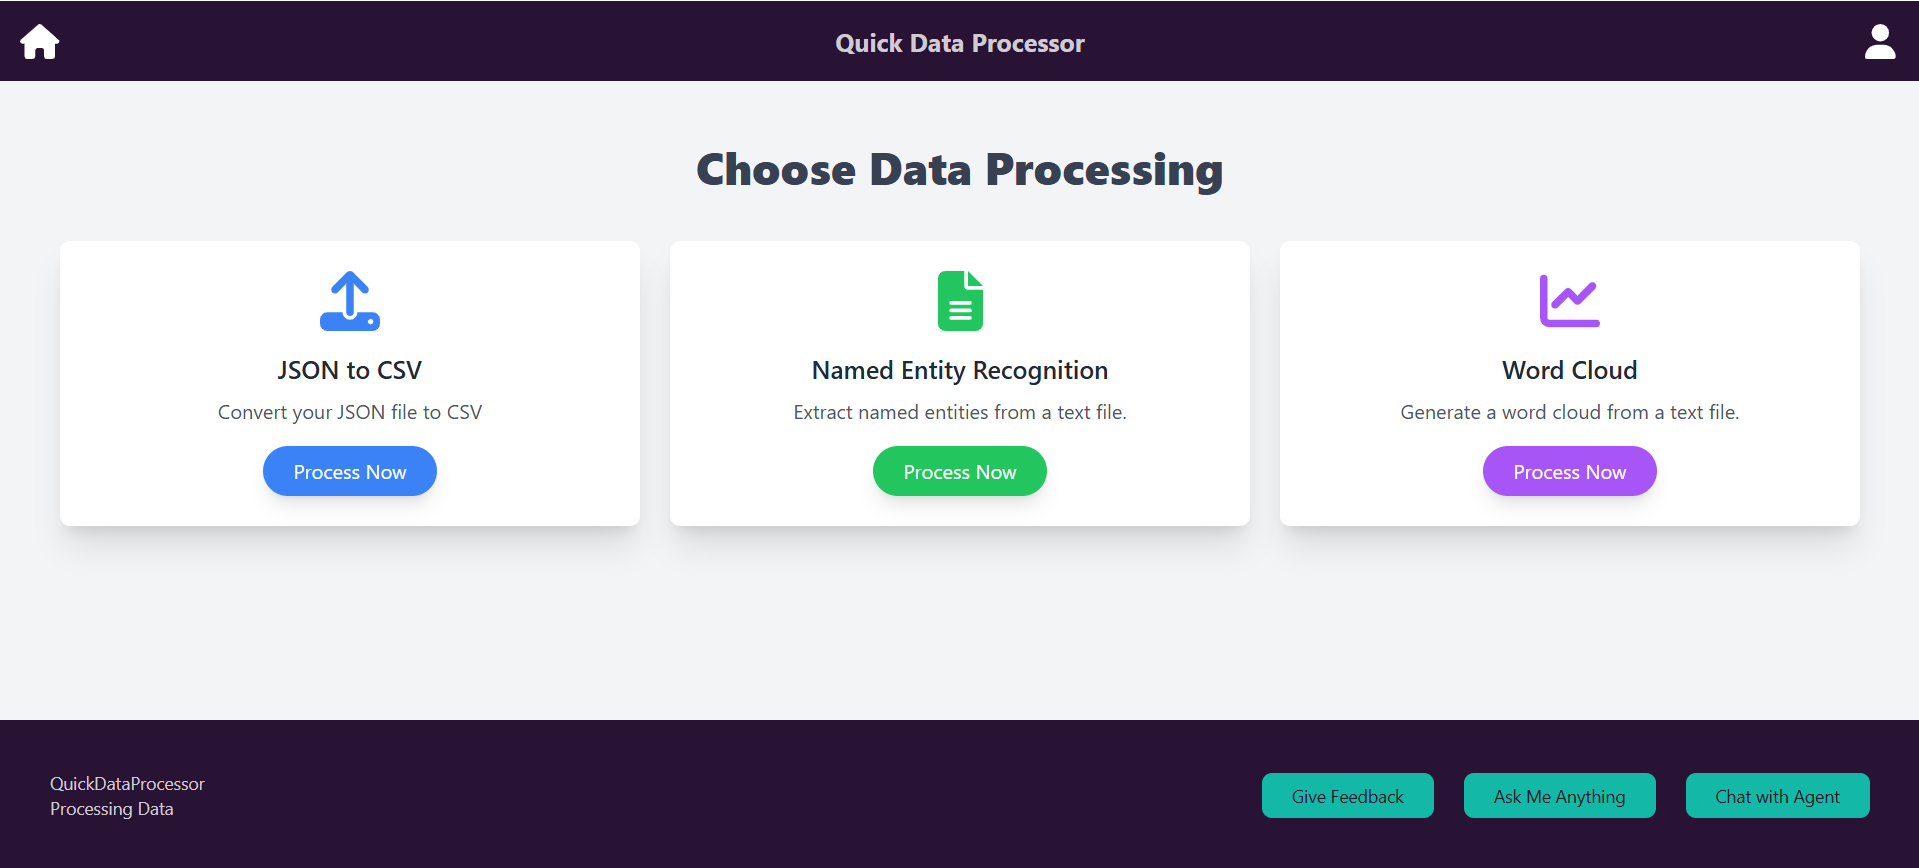 Quick Data Processor
Choose Data Processing
JSON to CSV
Convert your JSON file to CSV
Process Now
Named Entity Recognition
Extract named entities from a text file.
Process Now
Word Cloud
Generate a word cloud from a text file.
Process Now
QuickDataProcessor
Processing Data
Give Feedback
Ask Me Anything
Chat with Agent